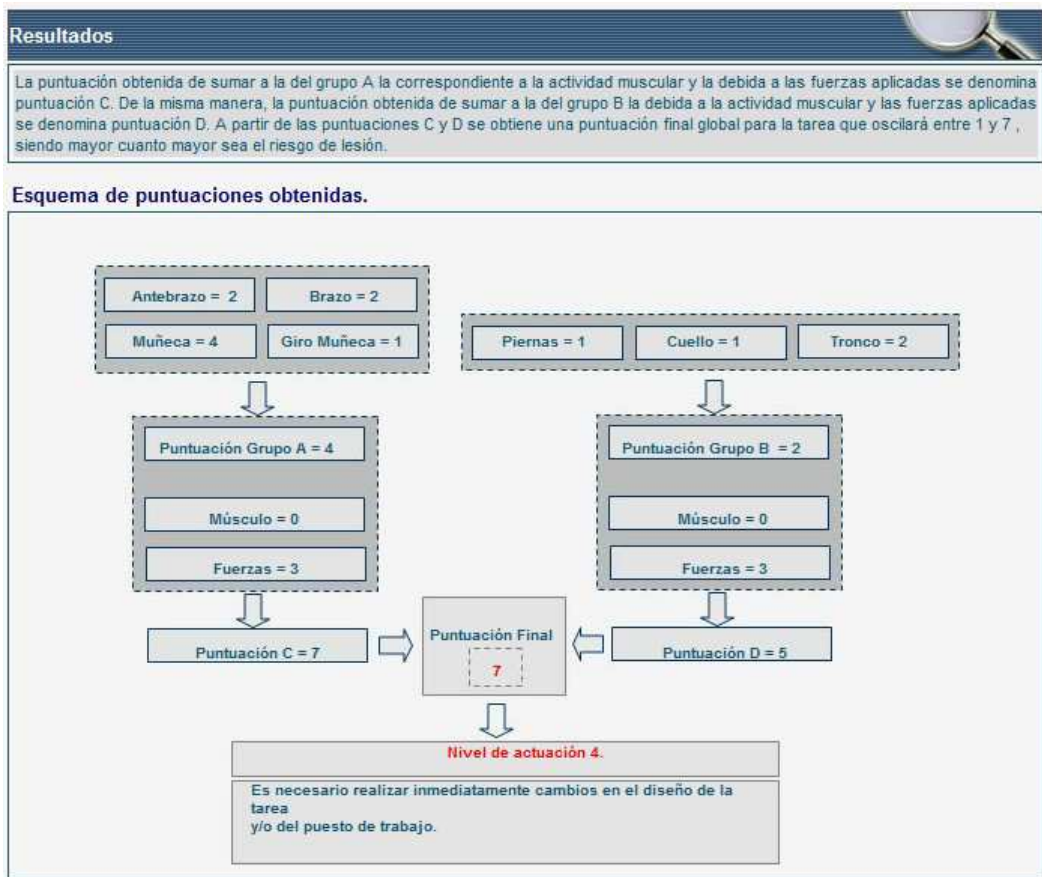 Resultados
La puntuación obtenida de sumar a la del grupo A la correspondiente a la actividad muscular y la debida a las fuerzas aplicadas se denomina
puntuación C. De la misma manera, la puntuación obtenida de sumar a la del grupo B la debida a la actividad muscular y las fuerzas aplicadas
se denomina puntuación D. A partir de las puntuaciones C y D se obtiene una puntuación final global para la tarea que oscilará entre 1 y 7 ,
siendo mayor cuanto mayor sea el riesgo de lesión.
Esquema de puntuaciones obtenidas.
Antebrazo = 2
Brazo = 2
Muñeca = 4
Giro Muñeca = 1
Piernas = 1
Cuello = 1
Tronco = 2
Puntuación Grupo A = 4
Músculo = 0
Fuerzas = 3
Puntuación Grupo B = 2
Músculo = 0
Fuerzas = 3
Puntuación C = 7
Puntuación Final
7
Puntuación D = 5
Nivel de actuación 4.
Es necesario realizar inmediatamente cambios en el diseño de la
tarea
y/o del puesto de trabajo.